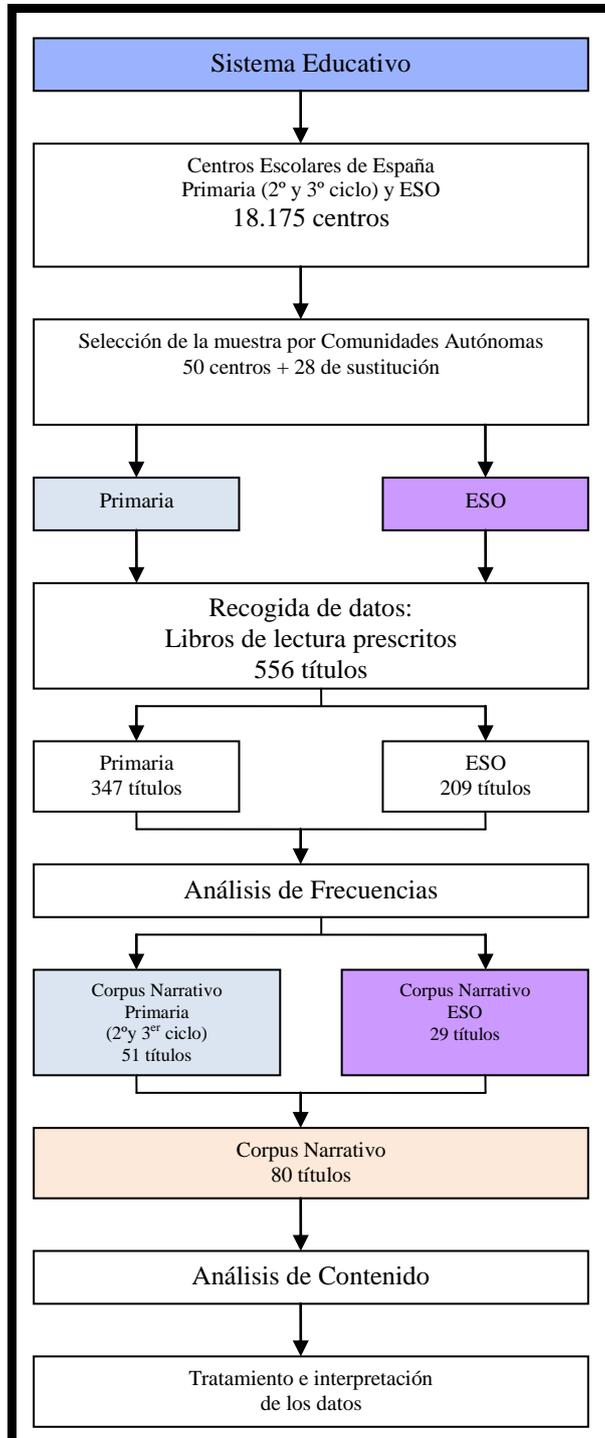 Sistema Educativo
Centros Escolares de España
Primaria (2º y 3º ciclo) y ESO
18.175 centros
Selección de la muestra por Comunidades Autónomas
50 centros + 28 de sustitución
Primaria
ESO
Recogida de datos:
Libros de lectura prescritos
556 títulos
Primaria
347 títulos
ESO
209 títulos
Análisis de Frecuencias
Corpus Narrativo
Primaria
(2ºy 3er ciclo)
51 títulos
Corpus Narrativo
ESO
29 títulos
Corpus Narrativo
80 títulos
Análisis de Contenido
Tratamiento e interpretación
de los datos